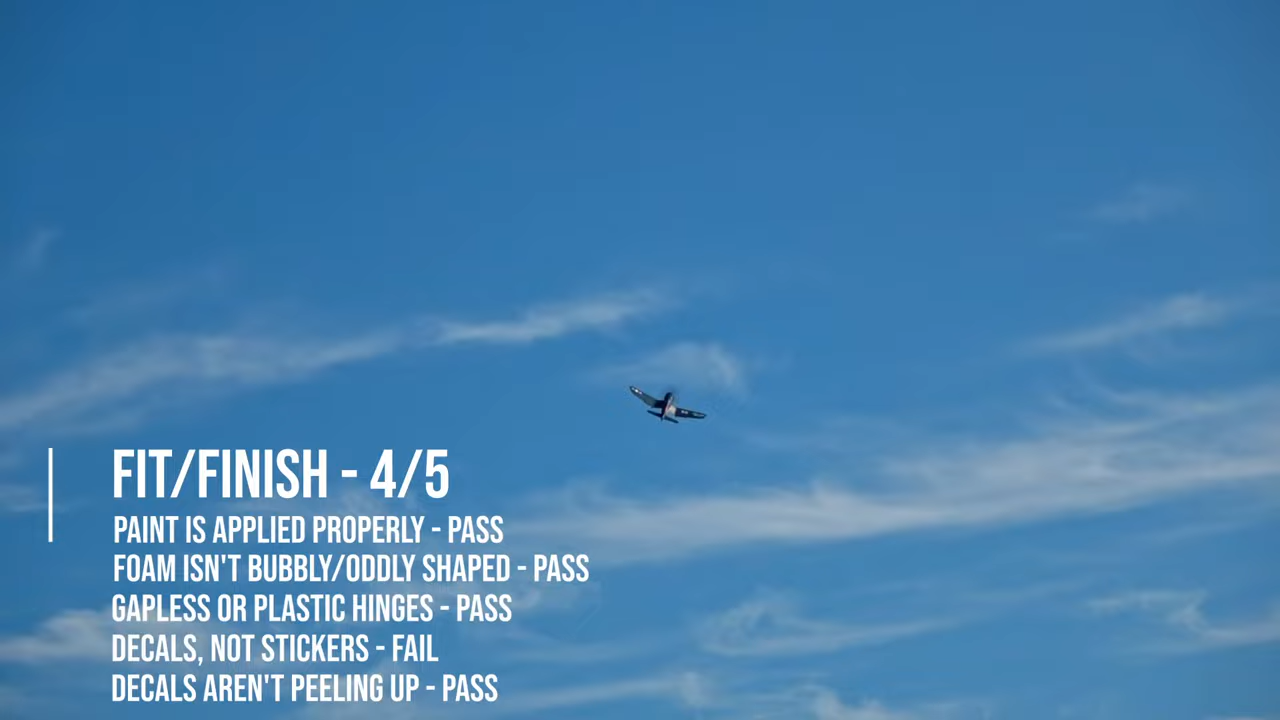 FIT/FINISH - 4/5
PAINT IS APPLIED PROPERLY - PASS
FOAM ISN'T BUBBLY/ODDLY SHAPED - PASS
GAPLESS OR PLASTIC HINGES - PASS
DECALS, NOT STICKERS - FAIL
DECALS AREN'T PEELING UP - PASS